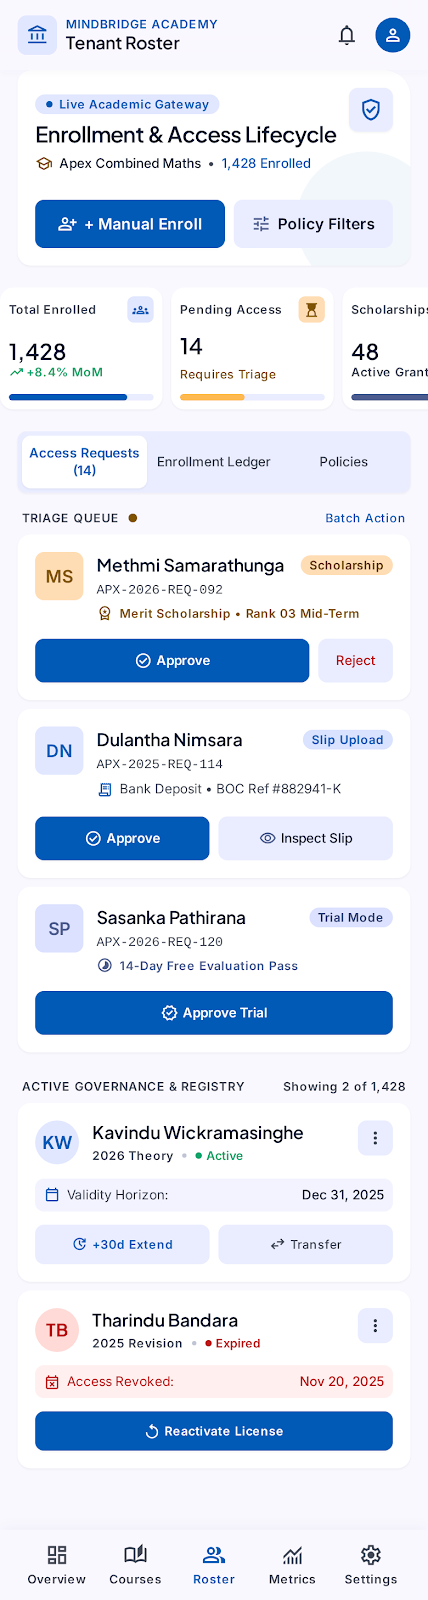 MINDBRIDGE ACADEMY
Tenant Roster
Live Academic Gateway
Enrollment & Access Lifecycle
Apex Combined Maths • 1,428 Enrolled
+ Manual Enroll
Policy Filters
Total Enrolled
1,428
+8.4% MoM
Pending Access
14
Requires Triage
Scholarships
48
Active Grant
Access Requests
(14)
Enrollment Ledger
Policies
TRIAGE QUEUE
Batch Action
MS
Methmi Samarathunga
Scholarship
APX-2026-REQ-092
Merit Scholarship • Rank 03 Mid-Term
Approve
Reject
DN
Dulantha Nimsara
Slip Upload
APX-2025-REQ-114
Bank Deposit • BOC Ref #882941-K
Approve
Inspect Slip
SP
Sasanka Pathirana
Trial Mode
APX-2026-REQ-120
14-Day Free Evaluation Pass
Approve Trial
ACTIVE GOVERNANCE & REGISTRY
Showing 2 of 1,428
KW
Kavindu Wickramasinghe
2026 Theory • Active
Validity Horizon:
Dec 31, 2025
+30d Extend
Transfer
TB
Tharindu Bandara
2025 Revision • Expired
Access Revoked:
Nov 20, 2025
Reactivate License
Overview
Courses
Roster
Metrics
Settings